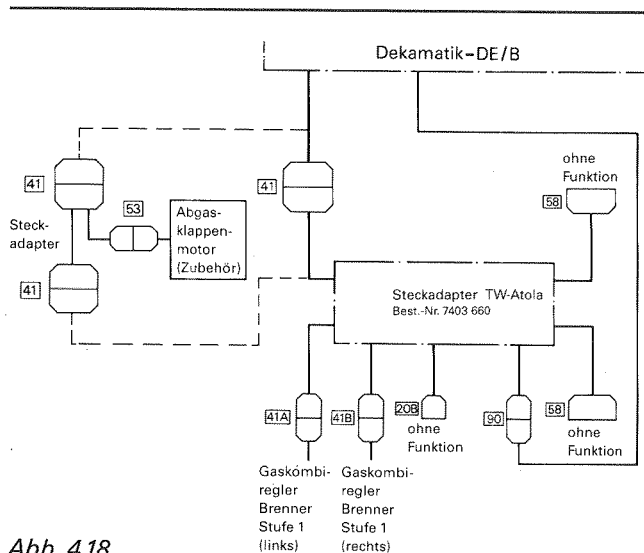 Dekamatik-DE/B
41
53
Steck-
adapter
Abgas-
klappen-
motor
(Zubehör)
41
41
ohne
Funktion
58
Steckadapter TW-Atola
Best.-Nr. 7403 660
41A
41B
20B
ohne
Funktion
90
58
ohne
Funktion
Gaskombi-
regler
Brenner
Stufe 1
(links)
Gaskombi-
regler
Brenner
Stufe 1
(rechts)
Abb. 4.18